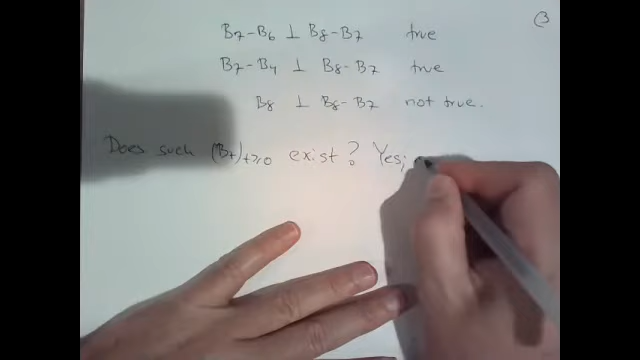 (3
B7-B6 ⊥ B8-B7 true
B7-B4 ⊥ B8-B7 true
B8 ⊥ B8-B7 not true.
Does such (Bt)t≥0 exist? Yes;